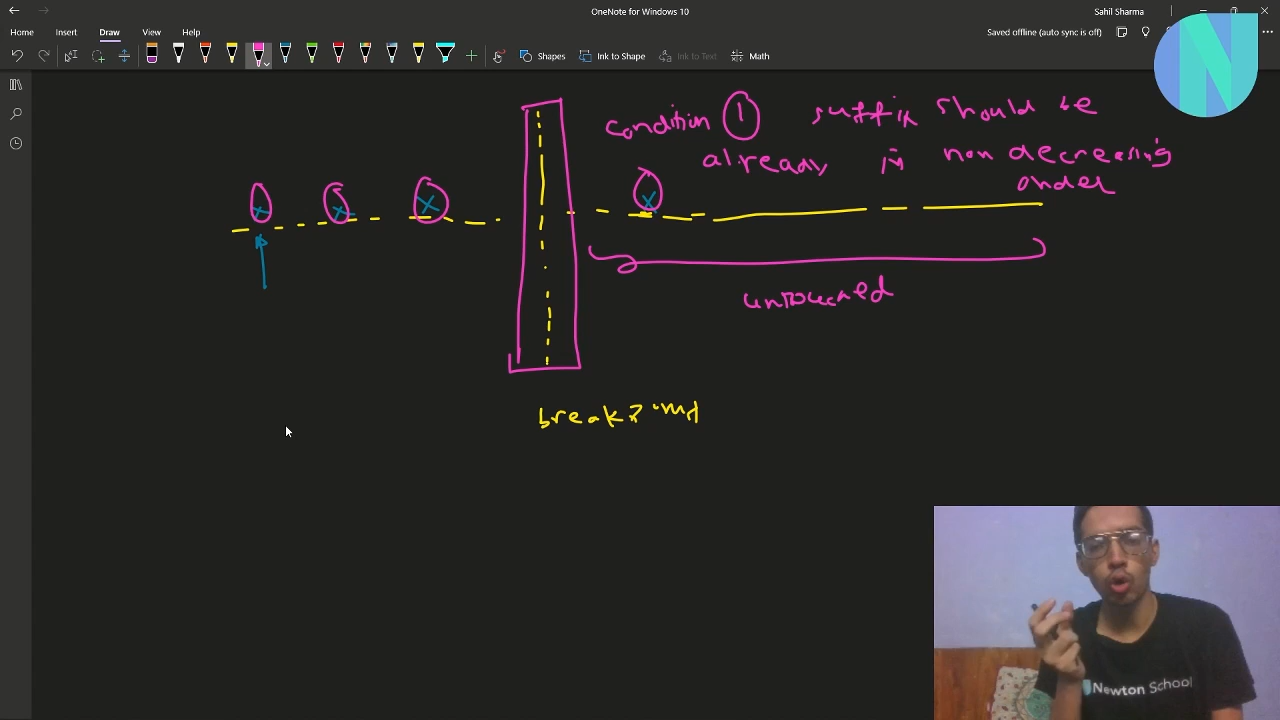 OneNote for Windows 10
Sahil Sharma
Home Insert Draw View Help
Saved offline (auto sync is off)
Shapes Ink to Shape Ink to Text Math
condition 1 suffix should be
already in non decreasing
order
untouched
break
Newton School